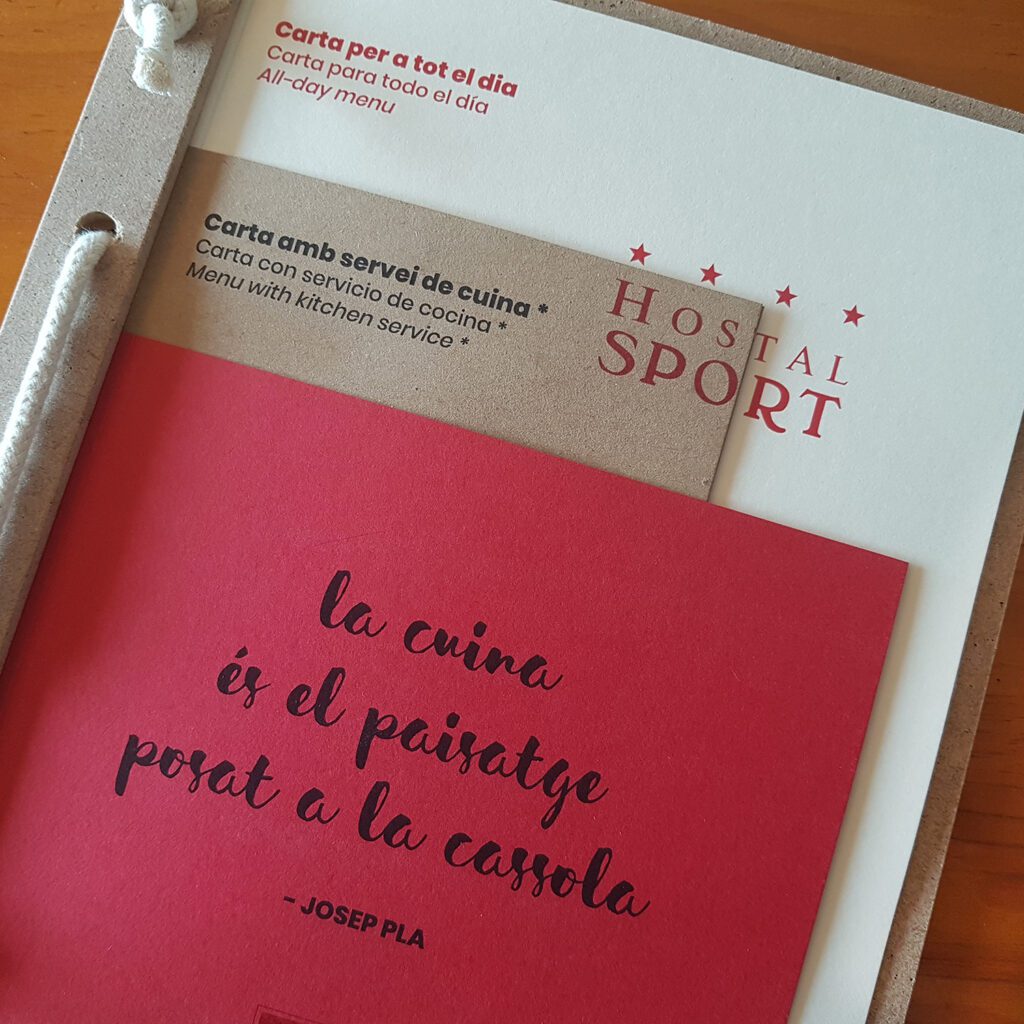 Carta per a tot el dia
Carta para todo el día
All-day menu
Carta amb servei de cuina *
Carta con servicio de cocina *
Menu with kitchen service *
HOSTAL
SPORT
la cuina
és el paisatge
posat a la cassola
- JOSEP PLA